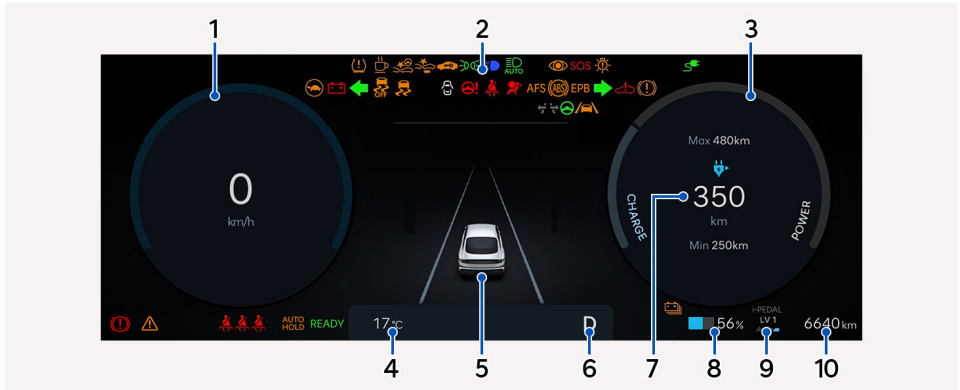 1
2
3
SOS
AUTO
OFF
AFS
ABS
EPB
Max 480km
0
km/h
350
km
Min 250km
CHARGE
POWER
AUTO
HOLD
READY
17°C
D
56%
i-PEDAL
LV 1
6640 km
4
5
6
7
8
9
10